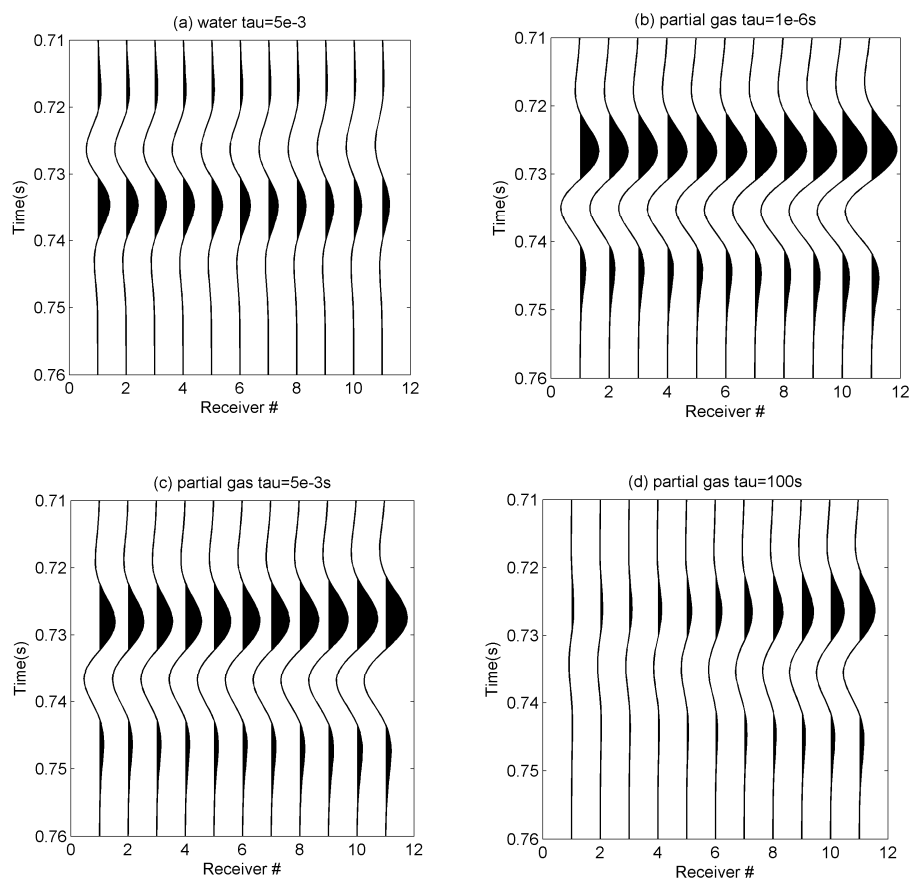 (a) water tau=5e-3
0.71
0.72
0.73
0.74
0.75
0.76
Time(s)
0 2 4 6 8 10 12
Receiver #
(b) partial gas tau=1e-6s
0.71
0.72
0.73
0.74
0.75
0.76
Time(s)
0 2 4 6 8 10 12
Receiver #
(c) partial gas tau=5e-3s
0.71
0.72
0.73
0.74
0.75
0.76
Time(s)
0 2 4 6 8 10 12
Receiver #
(d) partial gas tau=100s
0.71
0.72
0.73
0.74
0.75
0.76
Time(s)
0 2 4 6 8 10 12
Receiver #